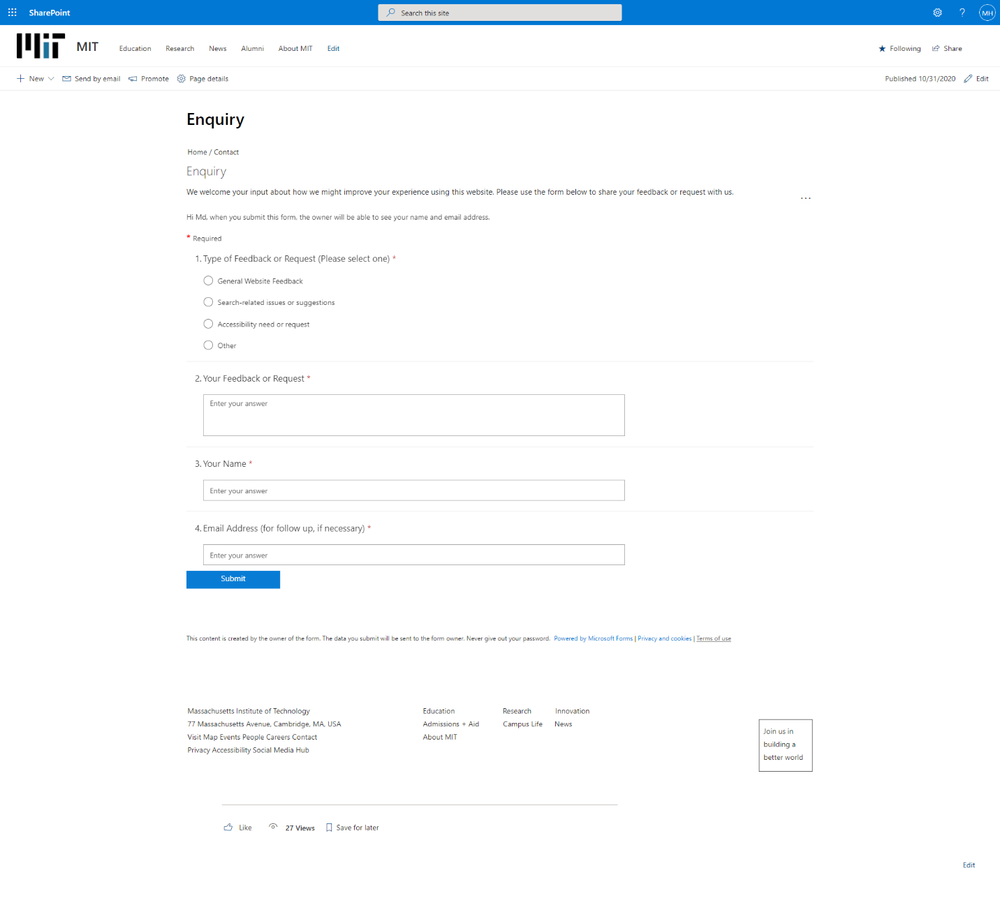 SharePoint
Search this site
?
MH
MIT
MIT
Education Research News Alumni About MIT Edit
Following Share
New Send by email Promote Page details
Published 10/31/2020 Edit
Enquiry
Home / Contact
Enquiry
We welcome your input about how we might improve your experience using this website. Please use the form below to share your feedback or request with us.
...
Hi Md, when you submit this form, the owner will be able to see your name and email address.
* Required
1. Type of Feedback or Request (Please select one) *
General Website Feedback
Search-related issues or suggestions
Accessibility need or request
Other
2. Your Feedback or Request *
Enter your answer
3. Your Name *
Enter your answer
4. Email Address (for follow up, if necessary) *
Enter your answer
Submit
This content is created by the owner of the form. The data you submit will be sent to the form owner. Never give out your password. Powered by Microsoft Forms | Privacy and cookies | Terms of use
Massachusetts Institute of Technology
77 Massachusetts Avenue, Cambridge, MA, USA
Visit Map Events People Careers Contact
Privacy Accessibility Social Media Hub
Education Research Innovation
Admissions + Aid Campus Life News
About MIT
Join us in
building a
better world
Like 27 Views Save for later
Edit